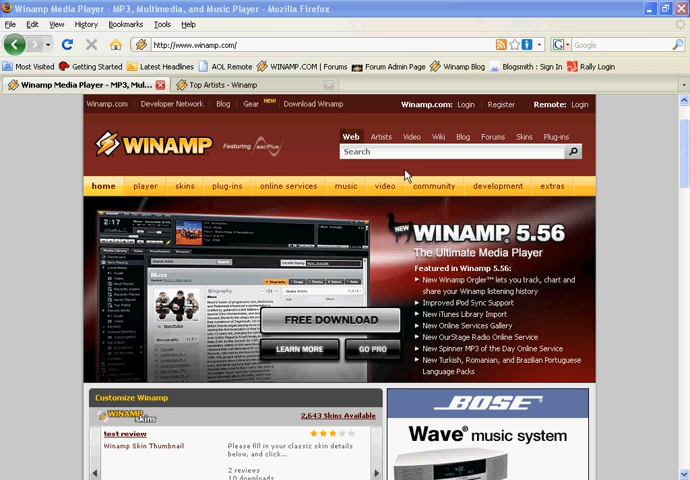 Winamp Media Player - MP3, Multimedia, and Music Player - Mozilla Firefox
File Edit View History Bookmarks Tools Help
http://www.winamp.com/
Google
Most Visited Getting Started Latest Headlines AOL Remote WINAMP.COM | Forums Forum Admin Page Winamp Blog Blogsmith : Sign In Rally Login
Winamp Media Player - MP3, Mul... Top Artists - Winamp
Winamp.com Developer Network Blog Gear NEW! Download Winamp Winamp.com: Login Register Remote: Login
Web Artists Video Wiki Blog Forums Skins Plug-ins
WINAMP Featuring aacPlus
Search
home player skins plug-ins online services music video community development extras
2:17
Muse
Biography
NEW WINAMP 5.56
The Ultimate Media Player
Featured in Winamp 5.56:
New Winamp Orgler™ lets you track, chart and
share your Winamp listening history
Improved iPod Sync Support
New iTunes Library Import
New Online Services Gallery
New OurStage Radio Online Service
New Spinner MP3 of the Day Online Service
New Turkish, Romanian, and Brazilian Portuguese
Language Packs
FREE DOWNLOAD
LEARN MORE GO PRO
Customize Winamp
WINAMP skins 2,643 Skins Available
test review
Winamp Skin Thumbnail Please fill in your classic skin details
below, and click...
2 reviews
10 downloads
BOSE
Wave® music system